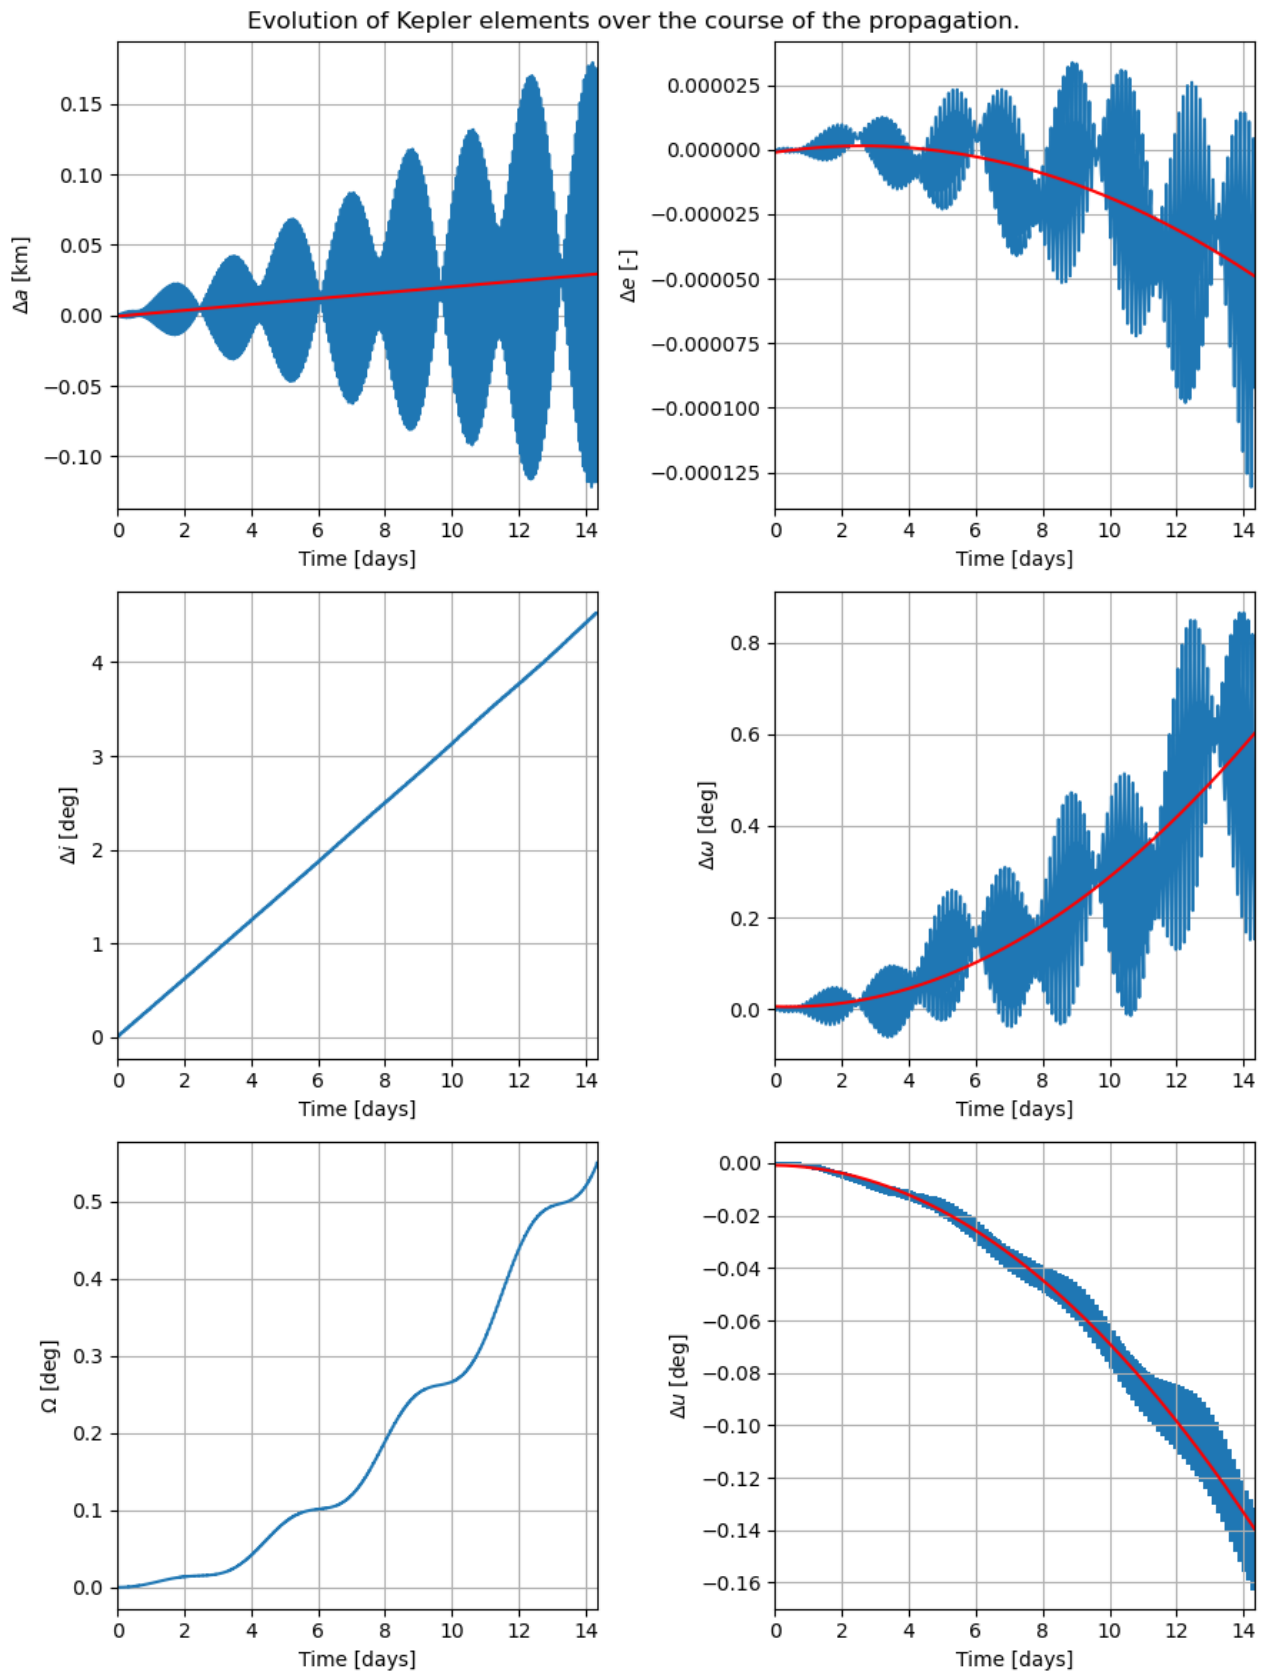 Evolution of Kepler elements over the course of the propagation.
0.15
0.10
0.05
0.00
−0.05
−0.10
Δa [km]
0 2 4 6 8 10 12 14
Time [days]
0.000025
0.000000
−0.000025
−0.000050
−0.000075
−0.000100
−0.000125
Δe [-]
0 2 4 6 8 10 12 14
Time [days]
4
3
2
1
0
Δi [deg]
0 2 4 6 8 10 12 14
Time [days]
0.8
0.6
0.4
0.2
0.0
Δω [deg]
0 2 4 6 8 10 12 14
Time [days]
0.5
0.4
0.3
0.2
0.1
0.0
Ω [deg]
0 2 4 6 8 10 12 14
Time [days]
0.00
−0.02
−0.04
−0.06
−0.08
−0.10
−0.12
−0.14
−0.16
Δu [deg]
0 2 4 6 8 10 12 14
Time [days]